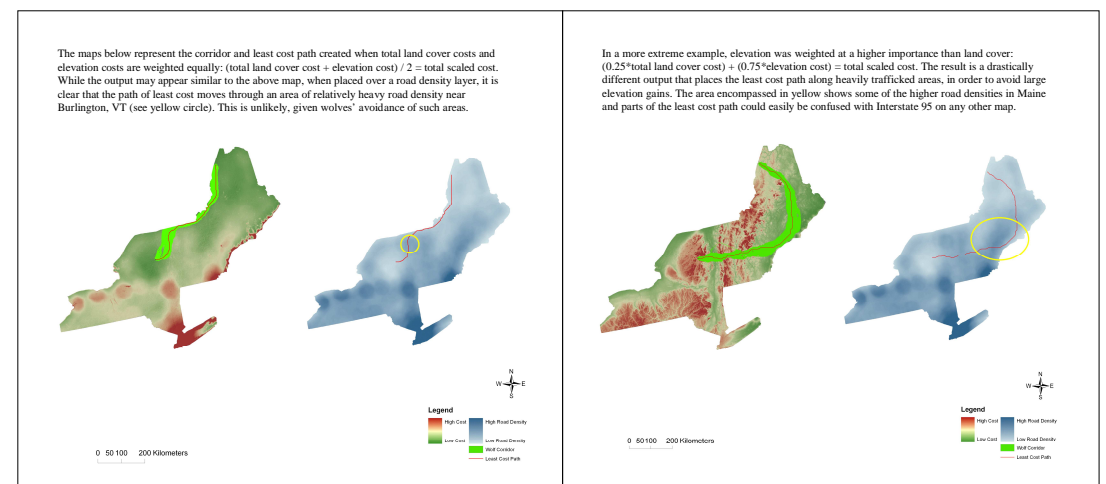 The maps below represent the corridor and least cost path created when total land cover costs and
elevation costs are weighted equally: (total land cover cost + elevation cost) / 2 = total scaled cost.
While the output may appear similar to the above map, when placed over a road density layer, it is
clear that the path of least cost moves through an area of relatively heavy road density near
Burlington, VT (see yellow circle). This is unlikely, given wolves’ avoidance of such areas.
N
W E
S
Legend
High Cost High Road Density
Low Cost Low Road Density
Wolf Corridor
Least Cost Path
0 50 100 200 Kilometers
In a more extreme example, elevation was weighted at a higher importance than land cover:
(0.25*total land cover cost) + (0.75*elevation cost) = total scaled cost. The result is a drastically
different output that places the least cost path along heavily trafficked areas, in order to avoid large
elevation gains. The area encompassed in yellow shows some of the higher road densities in Maine
and parts of the least cost path could easily be confused with Interstate 95 on any other map.
N
W E
S
Legend
High Cost High Road Density
Low Cost Low Road Density
Wolf Corridor
Least Cost Path
0 50 100 200 Kilometers